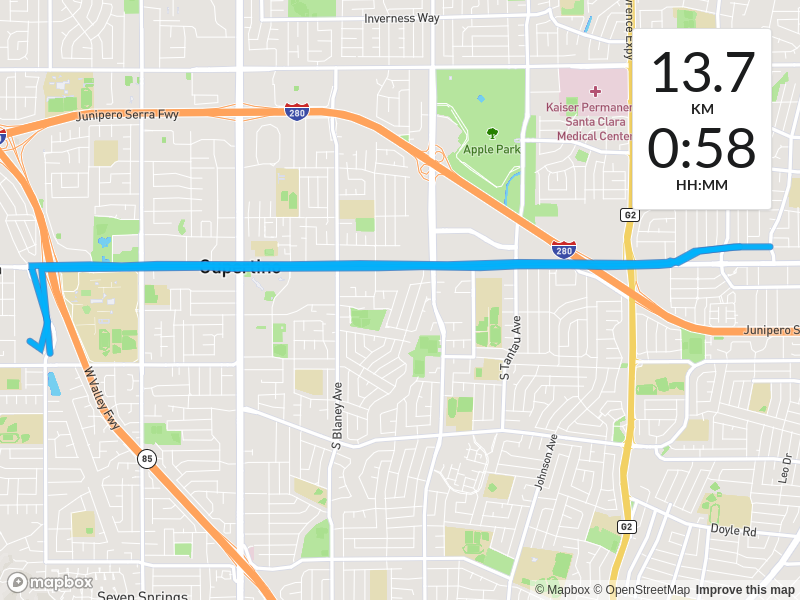 Inverness Way
13.7
KM
0:58
HH:MM
Junipero Serra Fwy
280
Kaiser Permanen
Santa Clara
Medical Center
Apple Park
G2
280
Junipero S
S Tantau Ave
W Valley Fwy
S Blaney Ave
85
Johnson Ave
Leo Dr
G2
Doyle Rd
mapbox
Seven Springs
© Mapbox © OpenStreetMap Improve this map